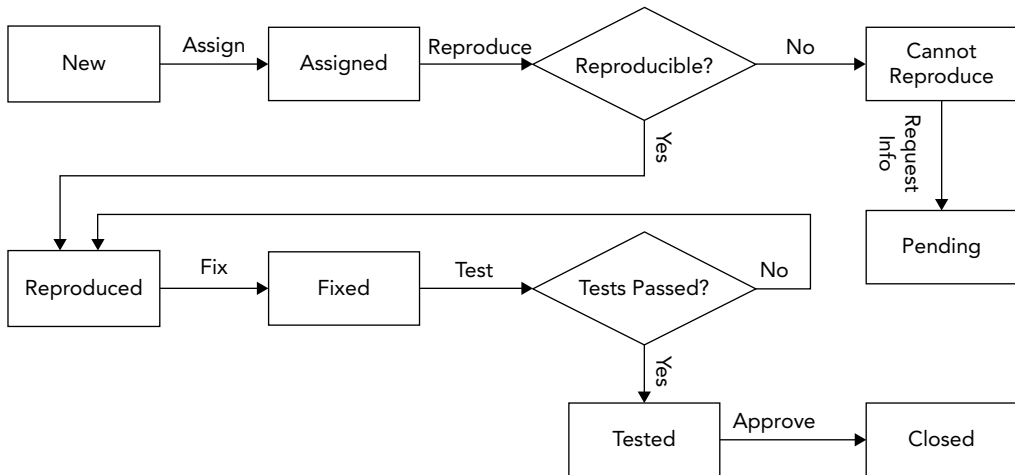 New
Assign
Assigned
Reproduce
Reproducible?
No
Cannot
Reproduce
Yes
Request
Info
Pending
Reproduced
Fix
Fixed
Test
Tests Passed?
No
Yes
Tested
Approve
Closed